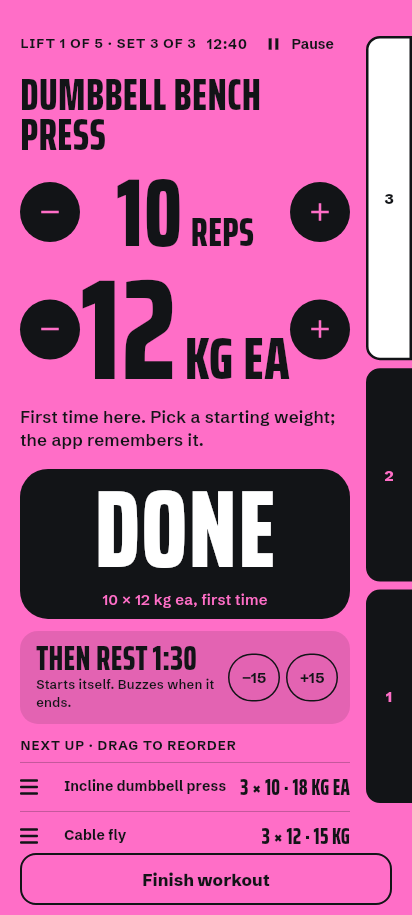 LIFT 1 OF 5 · SET 3 OF 3 12:40 Pause
DUMBBELL BENCH
PRESS
− 10 REPS +
− 12 KG EA +
First time here. Pick a starting weight;
the app remembers it.
DONE
10 × 12 kg ea, first time
THEN REST 1:30
Starts itself. Buzzes when it
ends.
−15 +15
NEXT UP · DRAG TO REORDER
Incline dumbbell press 3 × 10 · 18 KG EA
Cable fly 3 × 12 · 15 KG
Finish workout
3
2
1